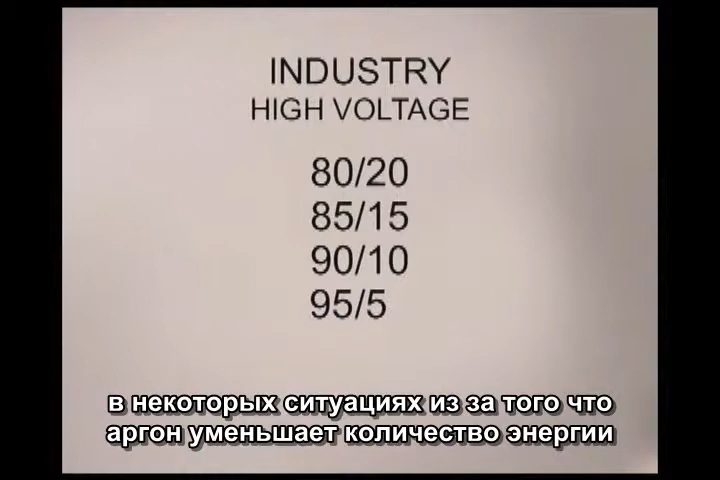 INDUSTRY
HIGH VOLTAGE
80/20
85/15
90/10
95/5
в некоторых ситуациях из за того что
аргон уменьшает количество энергии